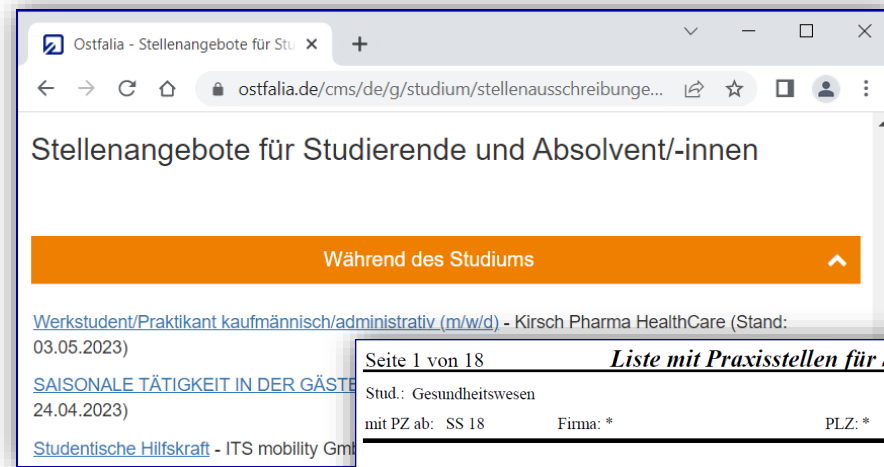 Ostfalia - Stellenangebote für Stu
ostfalia.de/cms/de/g/studium/stellenausschreibunge...
Stellenangebote für Studierende und Absolvent/-innen
Während des Studiums
Werkstudent/Praktikant kaufmännisch/administrativ (m/w/d) - Kirsch Pharma HealthCare (Stand:
03.05.2023)
SAISONALE TÄTIGKEIT IN DER GÄSTE
24.04.2023)
Studentische Hilfskraft - ITS mobility Gmb
Seite 1 von 18 Liste mit Praxisstellen für
Stud.: Gesundheitswesen
mit PZ ab: SS 18 Firma: * PLZ: *